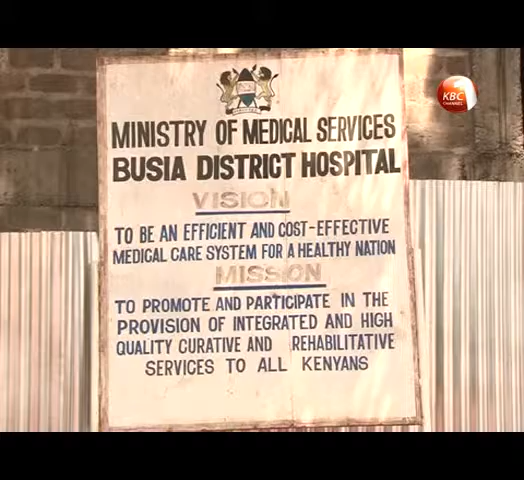 KBC
CHANNEL
MINISTRY OF MEDICAL SERVICES
BUSIA DISTRICT HOSPITAL
VISION
TO BE AN EFFICIENT AND COST-EFFECTIVE
MEDICAL CARE SYSTEM FOR A HEALTHY NATION
MISSION
TO PROMOTE AND PARTICIPATE IN THE
PROVISION OF INTEGRATED AND HIGH
QUALITY CURATIVE AND REHABILITATIVE
SERVICES TO ALL KENYANS